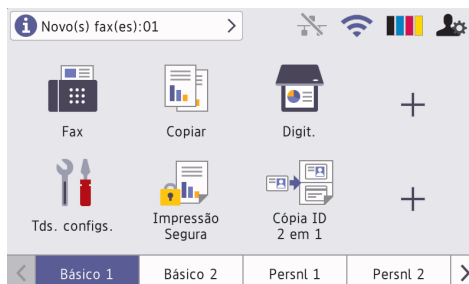 Novo(s) fax(es):01
Fax
Copiar
Digit.
Tds. configs.
Impressão
Segura
Cópia ID
2 em 1
Básico 1
Básico 2
Persnl 1
Persnl 2